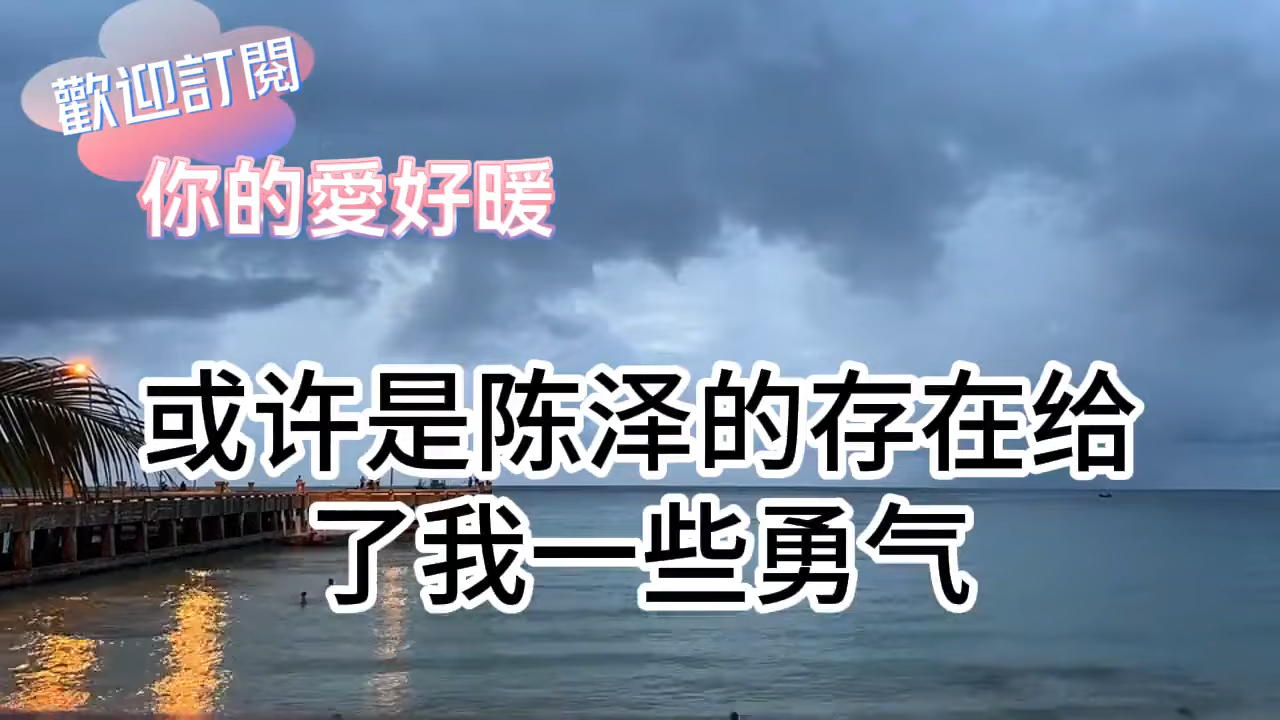 歡迎訂閱
你的愛好暖
或许是陈泽的存在给
了我一些勇气